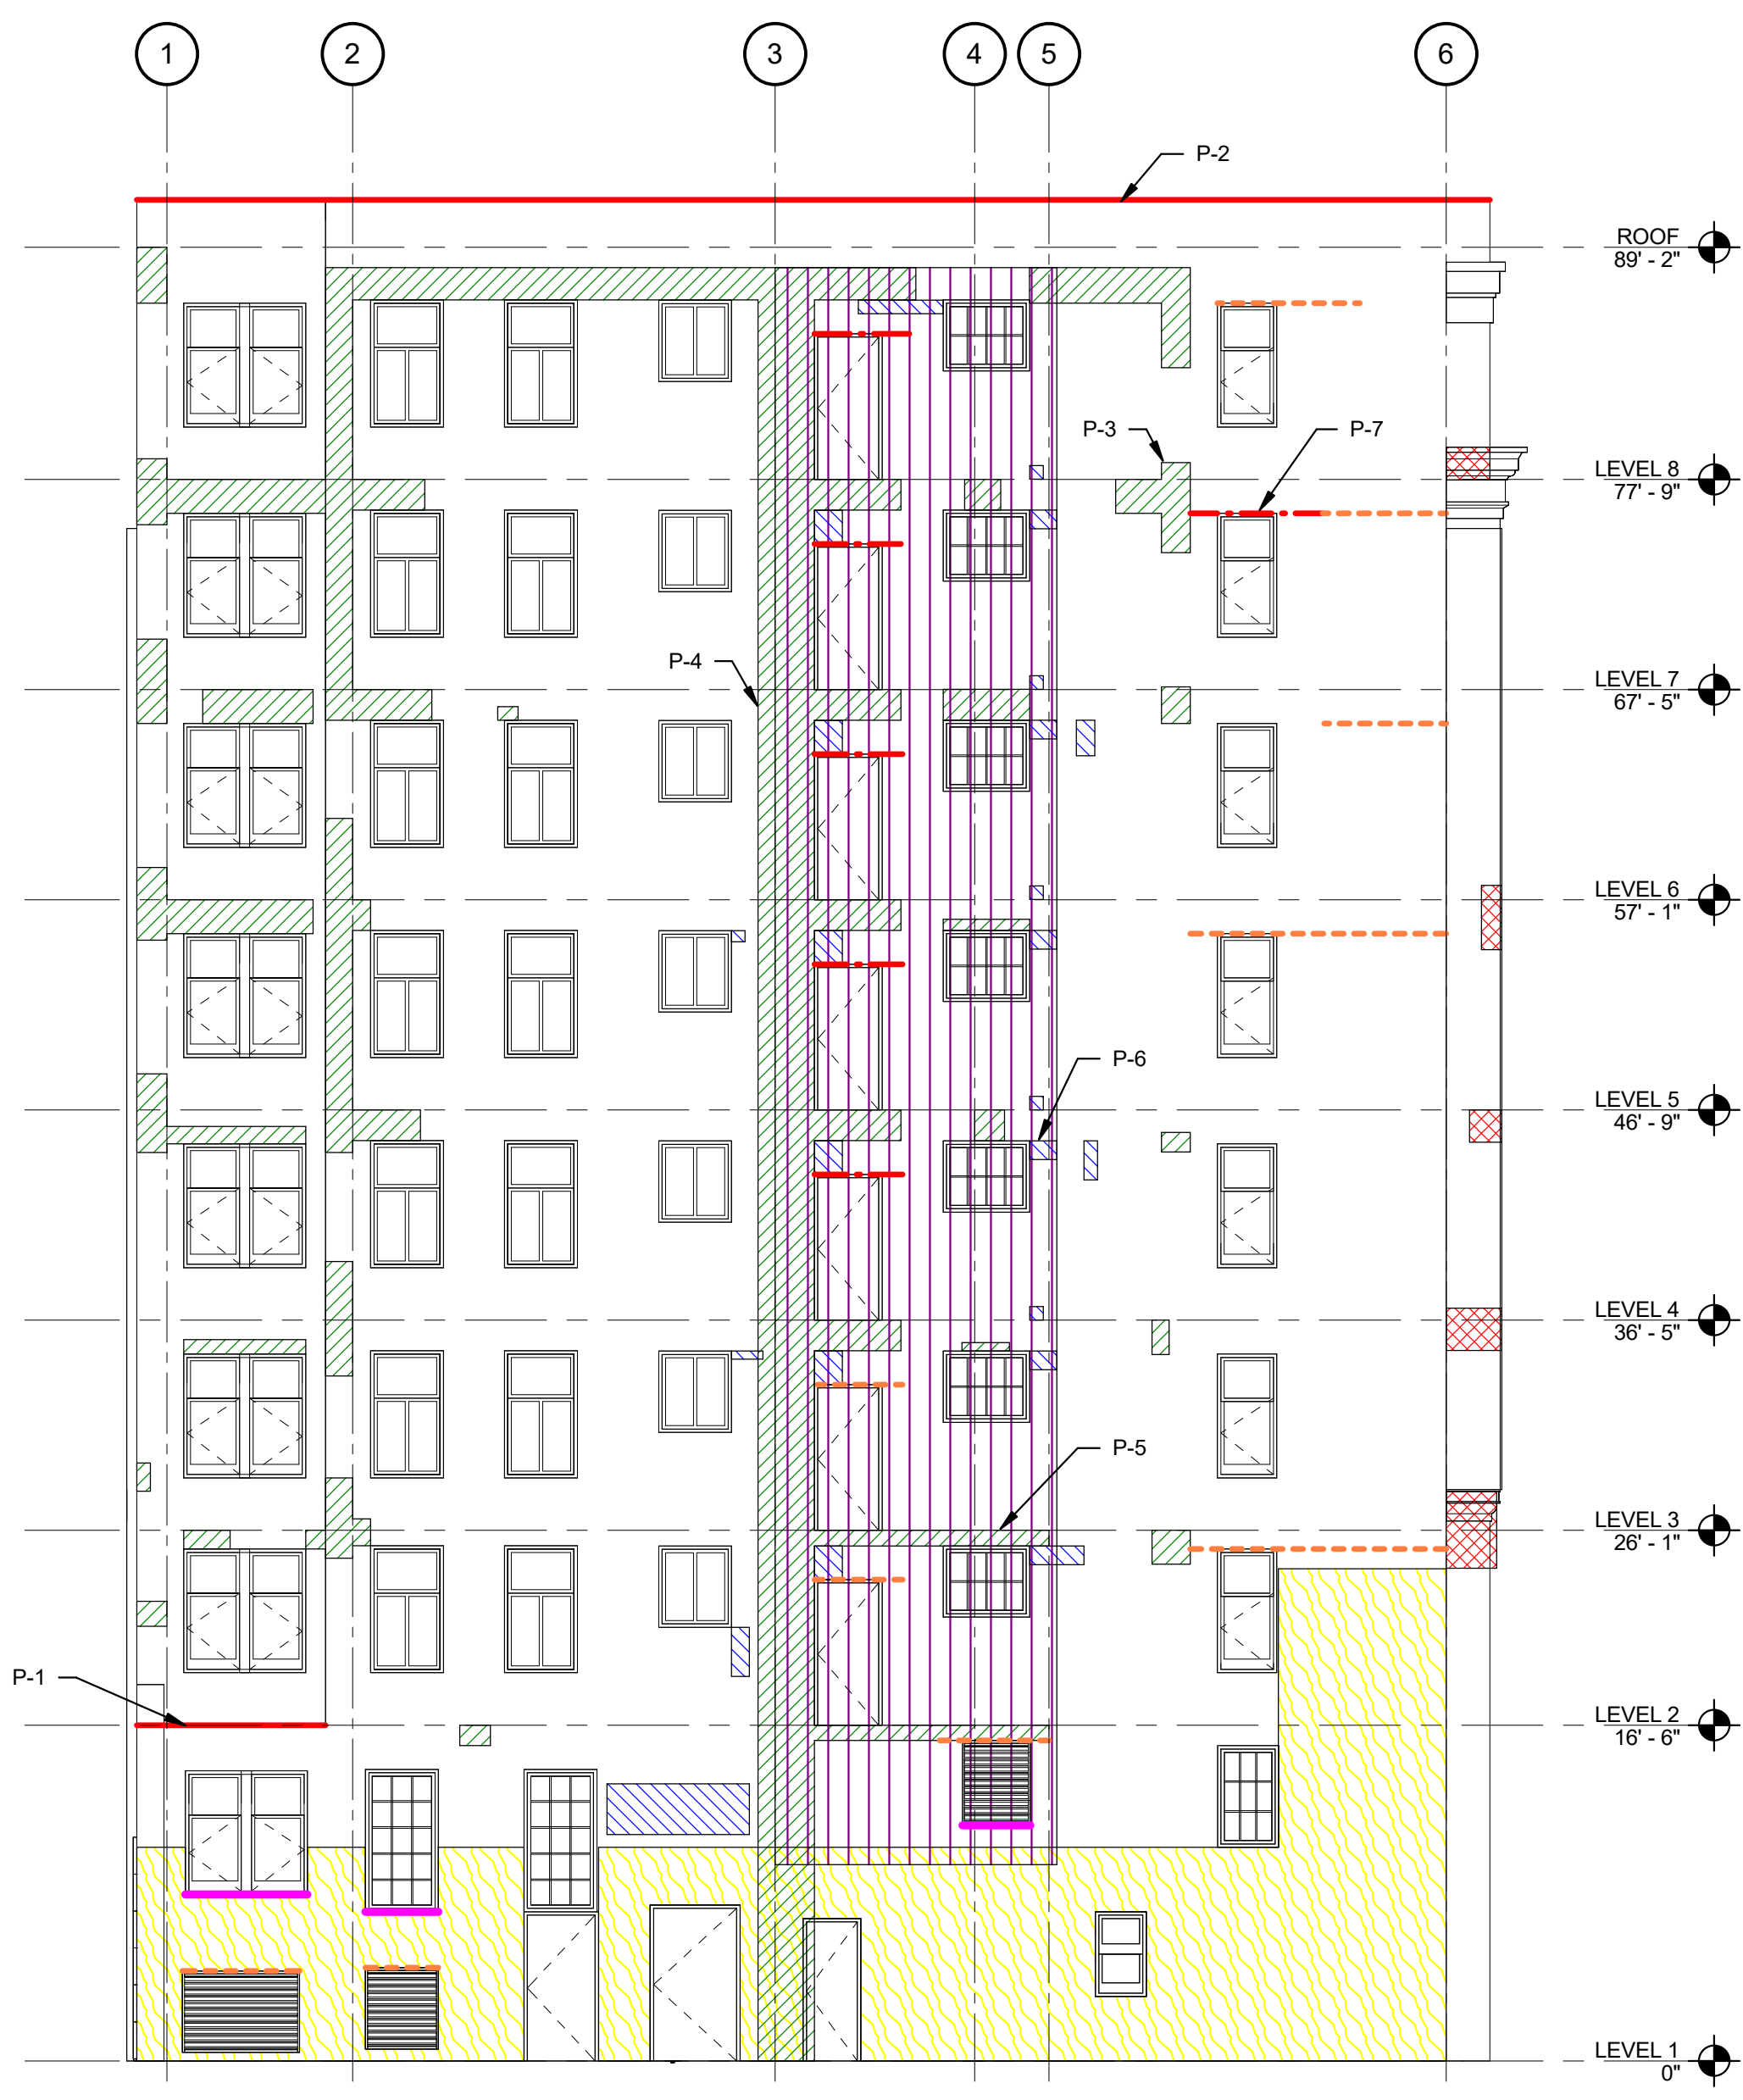 1 2 3 4 5 6
P-2
ROOF
89' - 2"
P-3
P-7
LEVEL 8
77' - 9"
P-4
LEVEL 7
67' - 5"
LEVEL 6
57' - 1"
P-6
LEVEL 5
46' - 9"
LEVEL 4
36' - 5"
P-5
LEVEL 3
26' - 1"
P-1
LEVEL 2
16' - 6"
LEVEL 1
0"